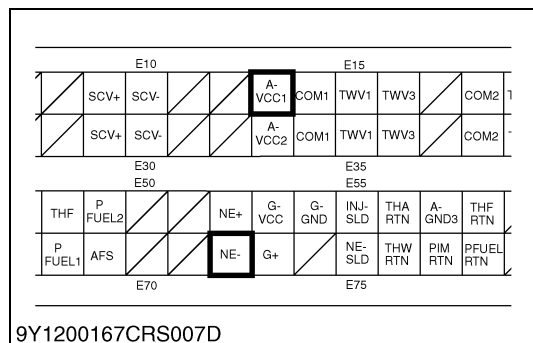 E10 E15
A-
SCV+ SCV- VCC1 COM1 TWV1 TWV3 COM2
SCV+ SCV- A- COM1 TWV1 TWV3 COM2
VCC2
E30 E35
E50 E55
THF P FUEL2 NE+ G- VCC G- GND INJ- SLD THA RTN A- GND3 THF RTN
P FUEL1 AFS NE- G+ NE- SLD THW RTN PIM RTN PFUEL RTN
E70 E75
9Y1200167CRS007D